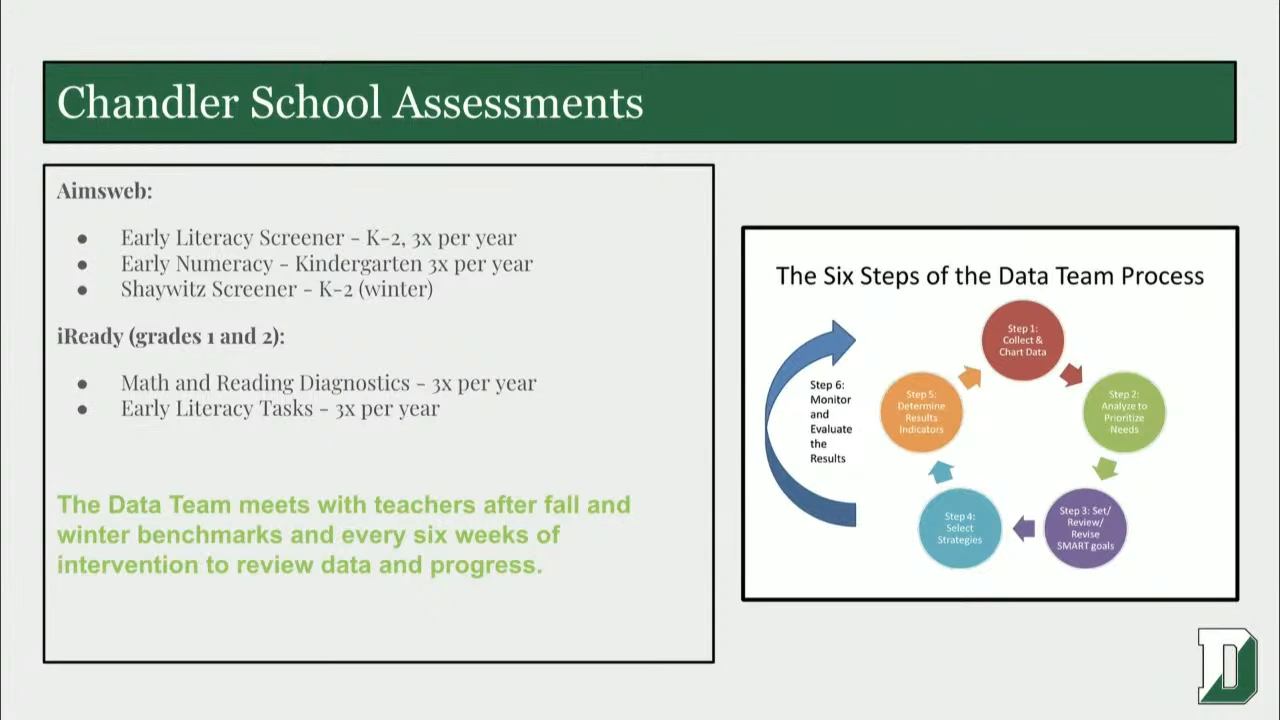 Chandler School Assessments
Aimsweb:
● Early Literacy Screener - K-2, 3x per year
● Early Numeracy - Kindergarten 3x per year
● Shaywitz Screener - K-2 (winter)
iReady (grades 1 and 2):
● Math and Reading Diagnostics - 3x per year
● Early Literacy Tasks - 3x per year
The Data Team meets with teachers after fall and
winter benchmarks and every six weeks of
intervention to review data and progress.
The Six Steps of the Data Team Process
Step 1:
Collect &
Chart Data
Step 2:
Analyze to
Prioritize
Needs
Step 3: Set/
Review/
Revise
SMART goals
Step 4:
Select
Strategies
Step 5:
Determine
Results
Indicators
Step 6:
Monitor
and
Evaluate
the
Results
D